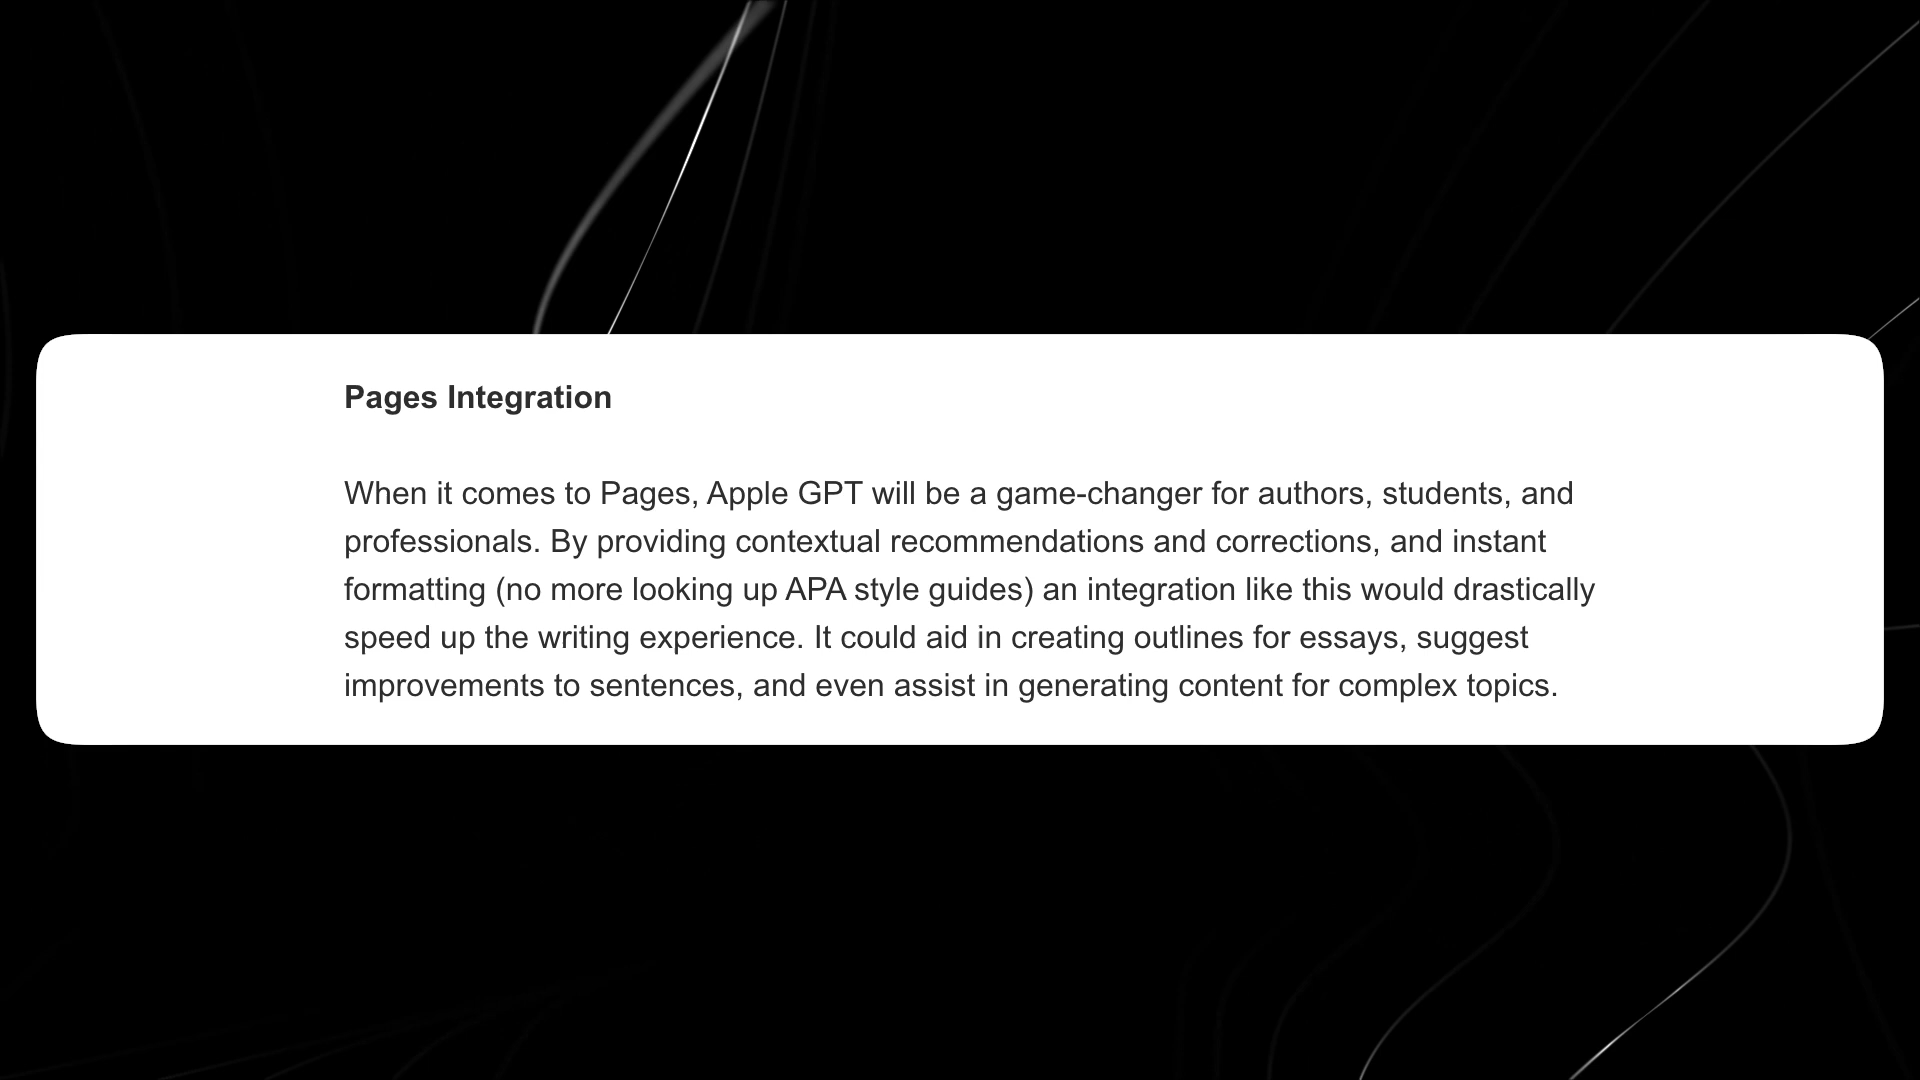 Pages Integration
When it comes to Pages, Apple GPT will be a game-changer for authors, students, and
professionals. By providing contextual recommendations and corrections, and instant
formatting (no more looking up APA style guides) an integration like this would drastically
speed up the writing experience. It could aid in creating outlines for essays, suggest
improvements to sentences, and even assist in generating content for complex topics.